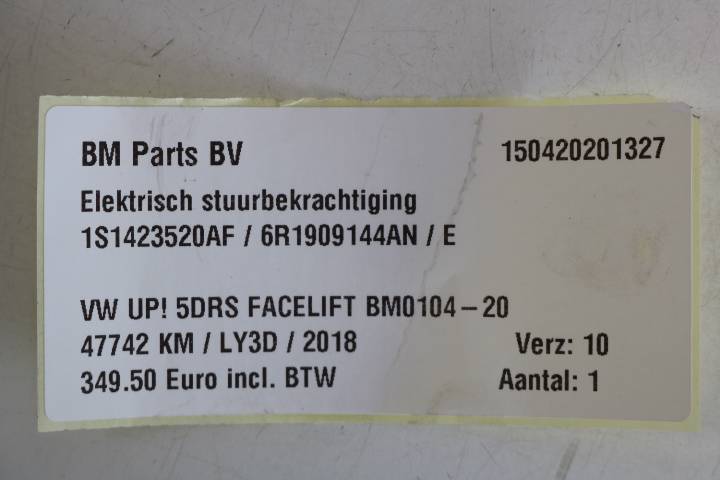 BM Parts BV 150420201327
Elektrisch stuurbekrachtiging
1S1423520AF / 6R1909144AN / E
VW UP! 5DRS FACELIFT BM0104 – 20
47742 KM / LY3D / 2018 Verz: 10
349.50 Euro incl. BTW Aantal: 1